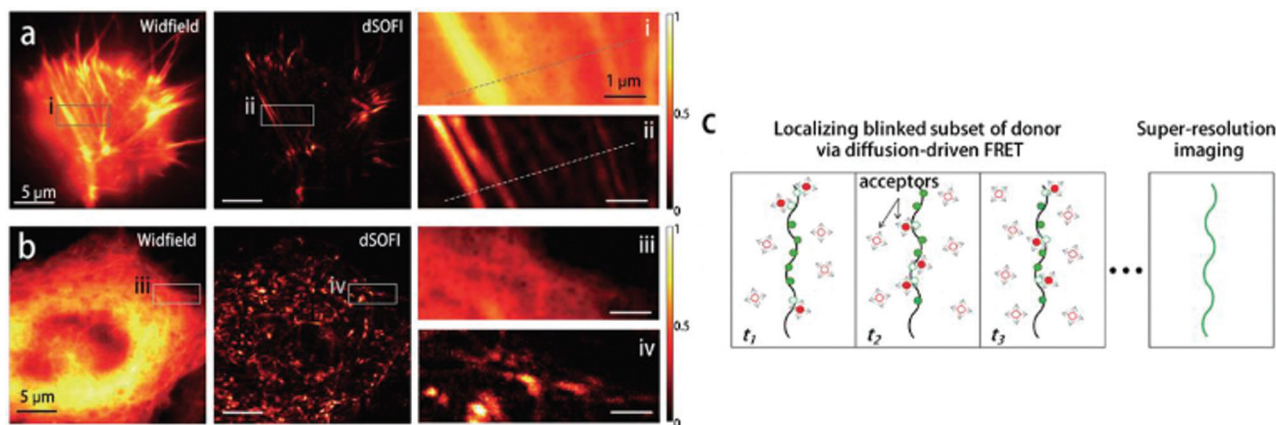 a
Widfield
i
5 µm
dSOFI
ii
i
1 µm
ii
1
0.5
0
b
Widfield
iii
5 µm
dSOFI
iv
iii
iv
1
0.5
0
c
Localizing blinked subset of donor
via diffusion-driven FRET
Super-resolution
imaging
acceptors
t1
t2
t3